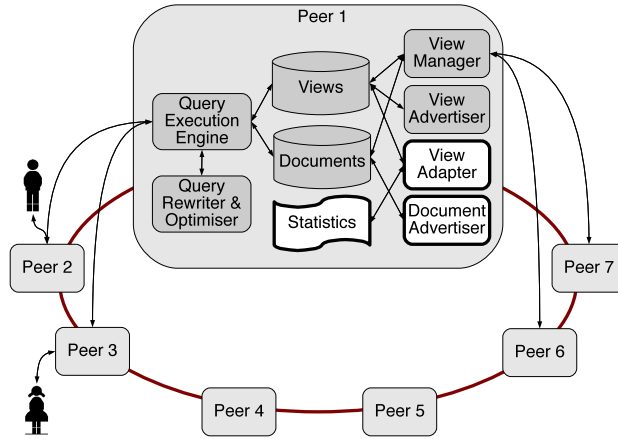 Peer 1
View
Manager
Views
View
Advertiser
Query
Execution
Engine
Documents
View
Adapter
Query
Rewriter &
Optimiser
Statistics
Document
Advertiser
Peer 2
Peer 7
Peer 3
Peer 6
Peer 4
Peer 5